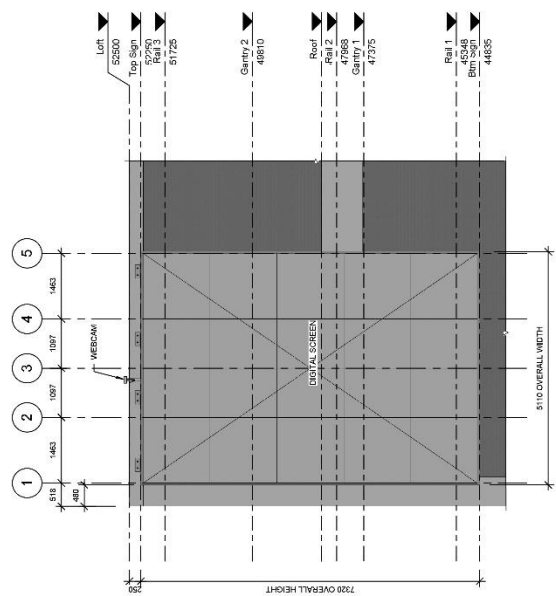 Loft
52500
Top Sign
52250
Rail 3
51725
Gantry 2
49810
Roof
Rail 2
47968
Gantry 1
47375
Rail 1
45348
Btm Sign
44835
1
2
3
4
5
518
1463
1097
1097
1463
480
WEBCAM
DIGITAL SCREEN
5110 OVERALL WIDTH
250
7320 OVERALL HEIGHT